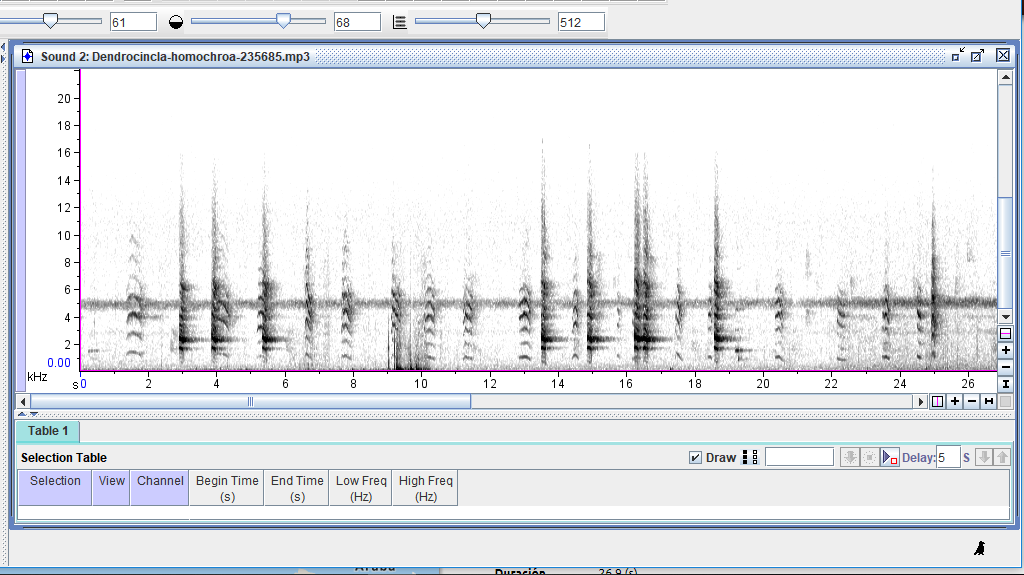 61 68 512
Sound 2: Dendrocincla-homochroa-235685.mp3
20
18
16
14
12
10
8
6
4
2
0.00
kHz
s 0 2 4 6 8 10 12 14 16 18 20 22 24 26
Table 1
Selection Table Draw Delay: 5 S
Selection View Channel Begin Time (s) End Time (s) Low Freq (Hz) High Freq (Hz)
Duración 26.9 (s)